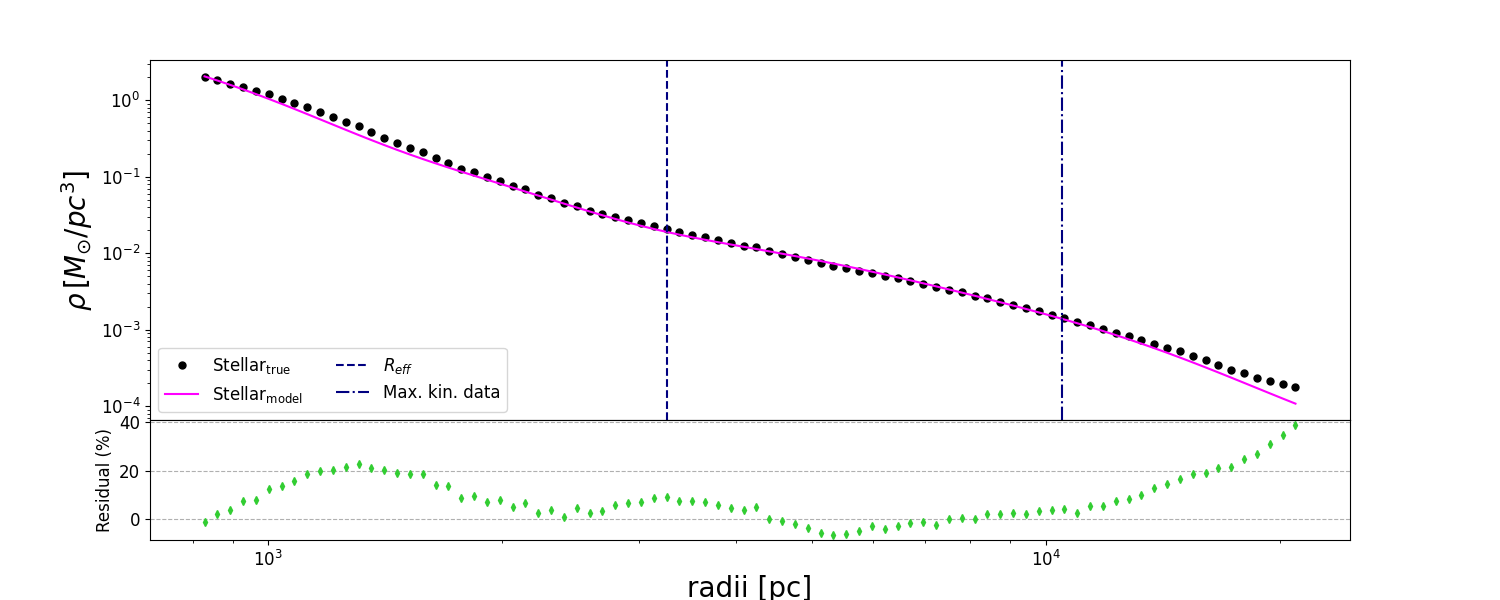 ρ [M⊙/pc³]
10⁰
10⁻¹
10⁻²
10⁻³
10⁻⁴
Stellar_true
Stellar_model
R_eff
Max. kin. data
Residual (%)
40
20
0
10³
10⁴
radii [pc]